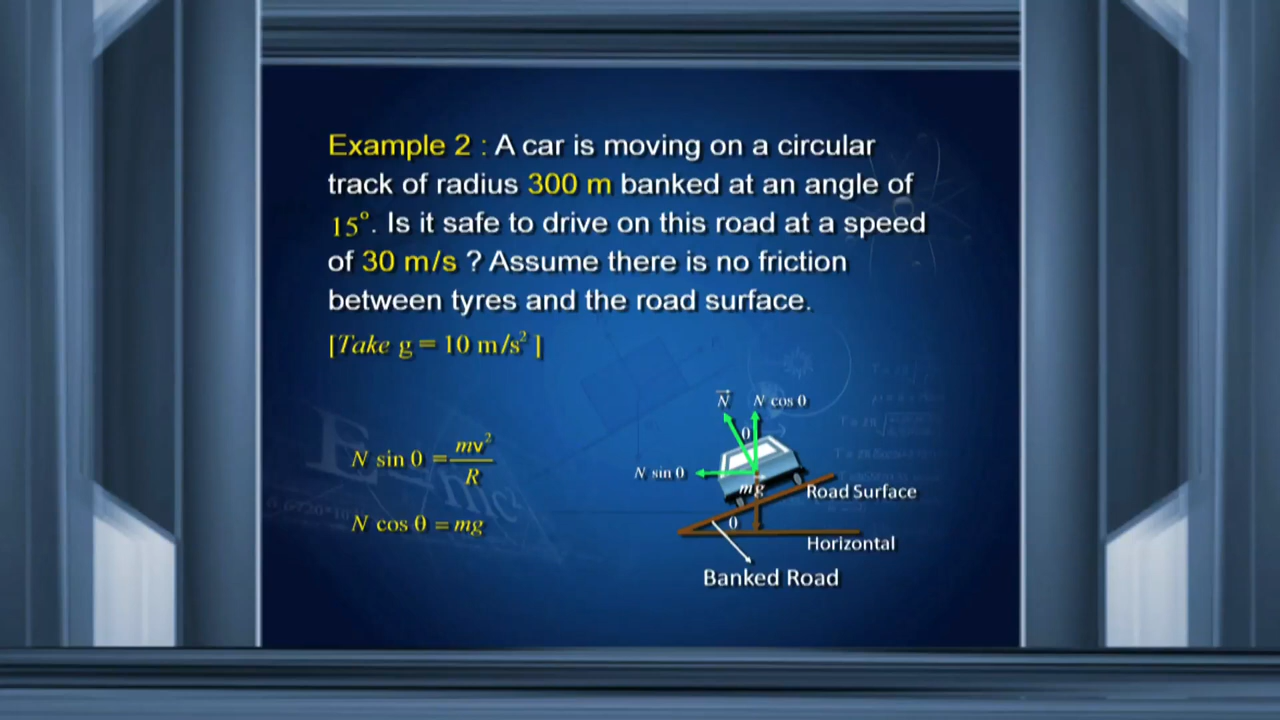 Example 2 : A car is moving on a circular
track of radius 300 m banked at an angle of
15°. Is it safe to drive on this road at a speed
of 30 m/s ? Assume there is no friction
between tyres and the road surface.
[Take g = 10 m/s² ]
N sin θ = mv²/R
N cos θ = mg
N⃗
N cos θ
θ
N sin θ
mg
Road Surface
θ
Horizontal
Banked Road